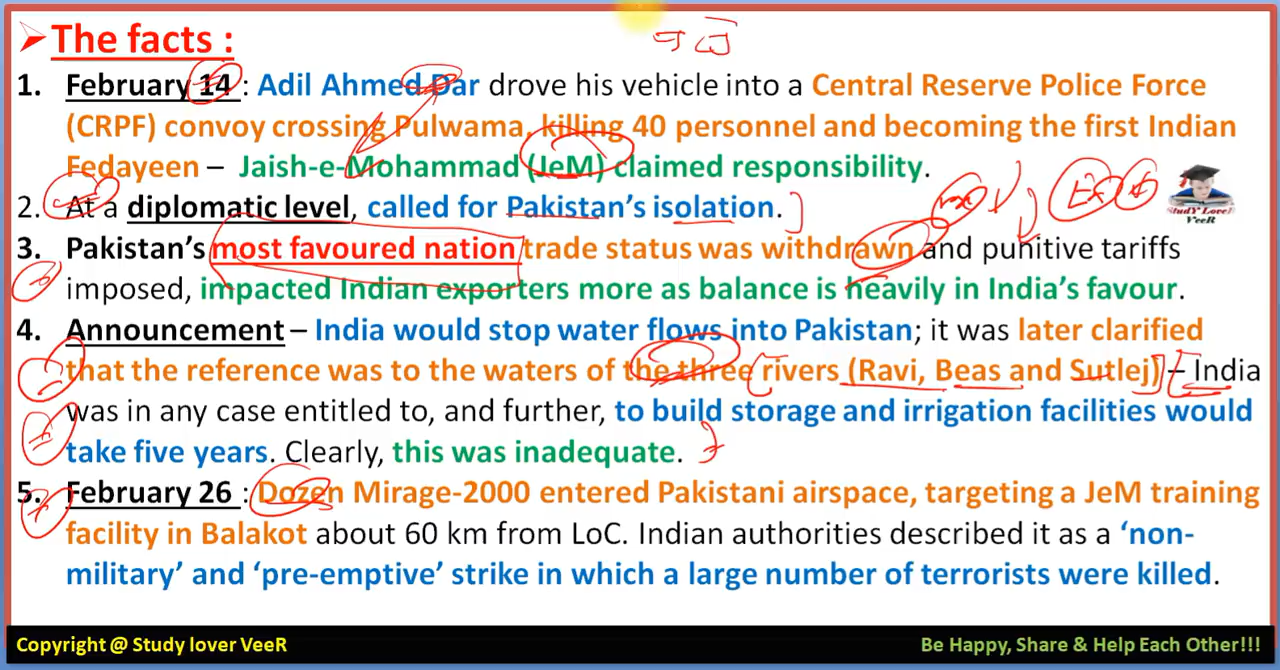 The facts :
1. February 14 : Adil Ahmed Dar drove his vehicle into a Central Reserve Police Force
(CRPF) convoy crossing Pulwama, killing 40 personnel and becoming the first Indian
Fedayeen – Jaish-e-Mohammad (JeM) claimed responsibility.
2. At a diplomatic level, called for Pakistan's isolation.
StudY LoveR
VeeR
3. Pakistan's most favoured nation trade status was withdrawn and punitive tariffs
imposed, impacted Indian exporters more as balance is heavily in India's favour.
4. Announcement – India would stop water flows into Pakistan; it was later clarified
that the reference was to the waters of the three rivers (Ravi, Beas and Sutlej) – India
was in any case entitled to, and further, to build storage and irrigation facilities would
take five years. Clearly, this was inadequate.
5. February 26 : Dozen Mirage-2000 entered Pakistani airspace, targeting a JeM training
facility in Balakot about 60 km from LoC. Indian authorities described it as a 'non-
military' and 'pre-emptive' strike in which a large number of terrorists were killed.
Copyright @ Study lover VeeR
Be Happy, Share & Help Each Other!!!